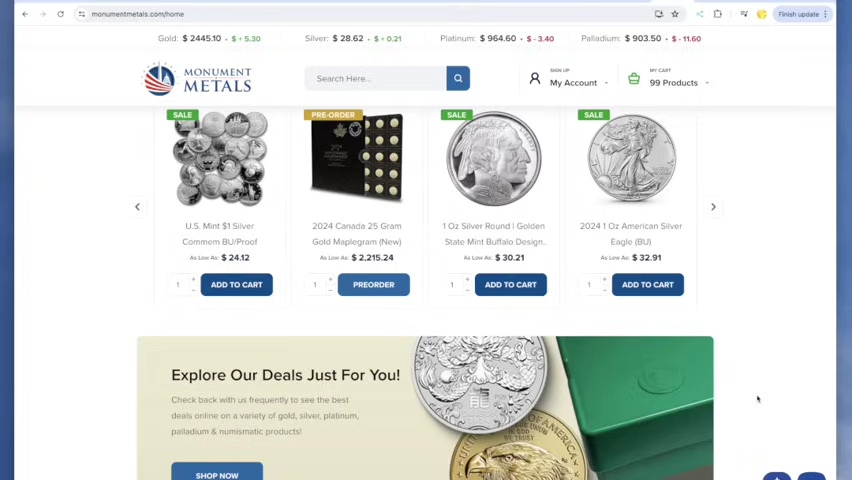 monumentmetals.com/home
Finish update
Gold: $ 2445.10 • $ + 5.30
Silver: $ 28.62 • $ + 0.21
Platinum: $ 964.60 • $ - 3.40
Palladium: $ 903.50 • $ - 11.60
MONUMENT
METALS
Search Here...
SIGN UP
My Account
MY CART
99 Products
SALE
PRE-ORDER
SALE
SALE
U.S. Mint $1 Silver
Commem BU/Proof
As Low As: $ 24.12
1
ADD TO CART
2024 Canada 25 Gram
Gold Maplegram (New)
As Low As: $ 2,215.24
1
PREORDER
1 Oz Silver Round | Golden
State Mint Buffalo Design..
As Low As: $ 30.21
1
ADD TO CART
2024 1 Oz American Silver
Eagle (BU)
As Low As: $ 32.91
1
ADD TO CART
Explore Our Deals Just For You!
Check back with us frequently to see the best
deals online on a variety of gold, silver, platinum,
palladium & numismatic products!
SHOP NOW